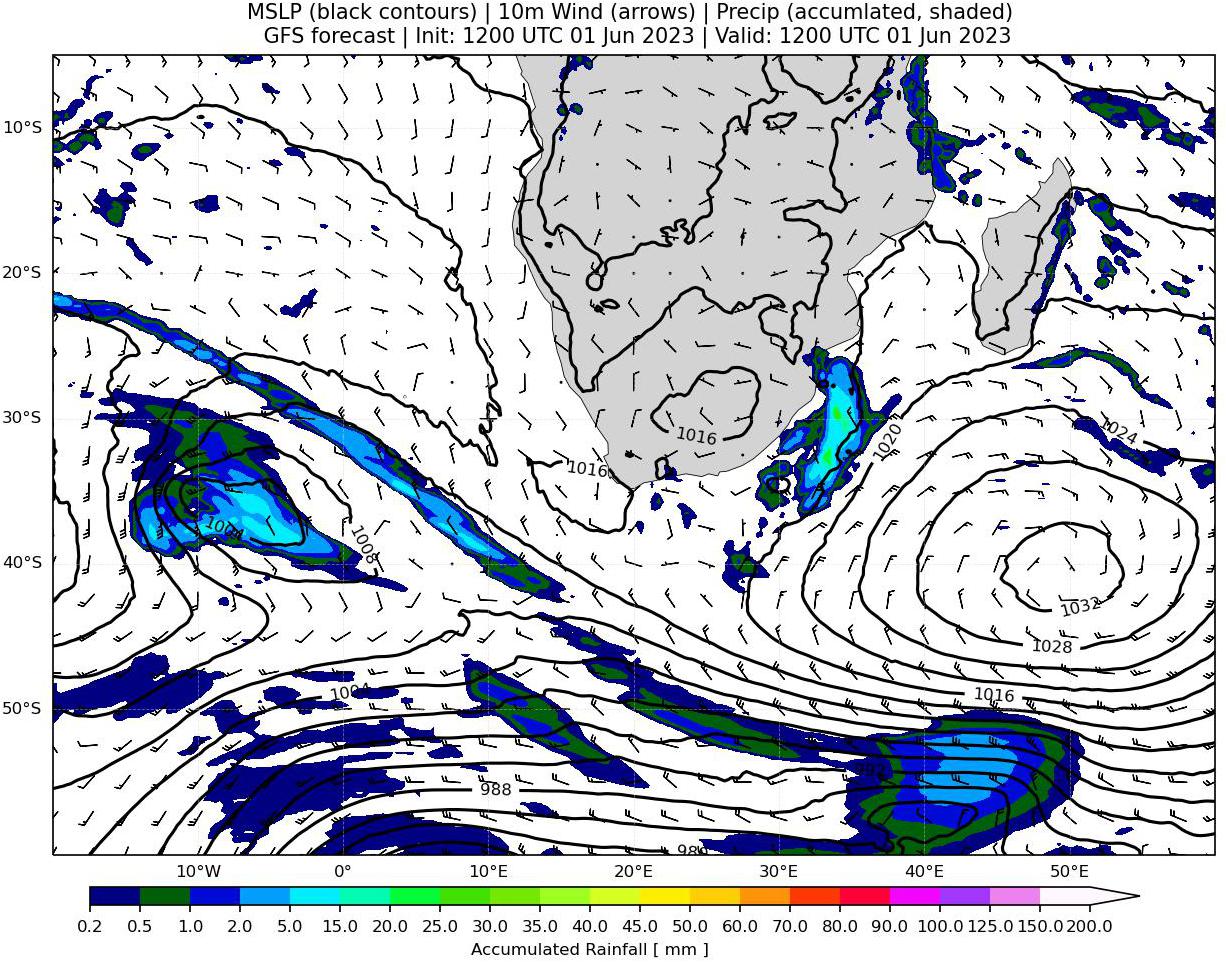 MSLP (black contours) | 10m Wind (arrows) | Precip (accumlated, shaded)
GFS forecast | Init: 1200 UTC 01 Jun 2023 | Valid: 1200 UTC 01 Jun 2023
10°S
20°S
30°S
40°S
50°S
1016
1016
1020
1024
1004
1008
1032
1028
1004
1016
992
988
980
10°W
0°
10°E
20°E
30°E
40°E
50°E
0.2 0.5 1.0 2.0 5.0 10.0 15.0 20.0 25.0 30.0 35.0 40.0 45.0 50.0 60.0 70.0 80.0 90.0 100.0 125.0 150.0 200.0
Accumulated Rainfall [ mm ]